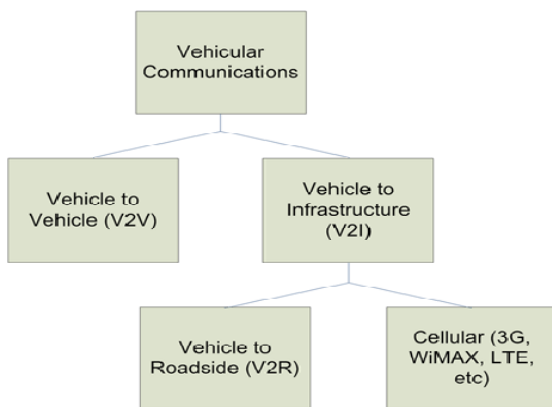 Vehicular
Communications
Vehicle to
Vehicle (V2V)
Vehicle to
Infrastructure
(V2I)
Vehicle to
Roadside (V2R)
Cellular (3G,
WiMAX, LTE,
etc)